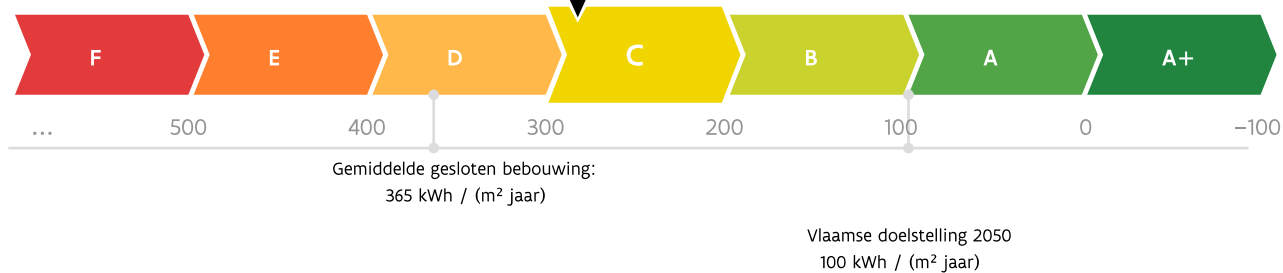 F E D C B A A+
... 500 400 300 200 100 0 −100
Gemiddelde gesloten bebouwing:
365 kWh / (m² jaar)
Vlaamse doelstelling 2050
100 kWh / (m² jaar)